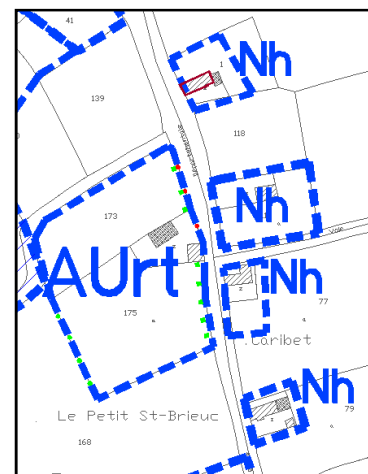 41
1
Nh
139
118
173
Nh
Voie
AUrt
Nh
175
77
Caribet
Nh
Le Petit St-Brieuc
79
168